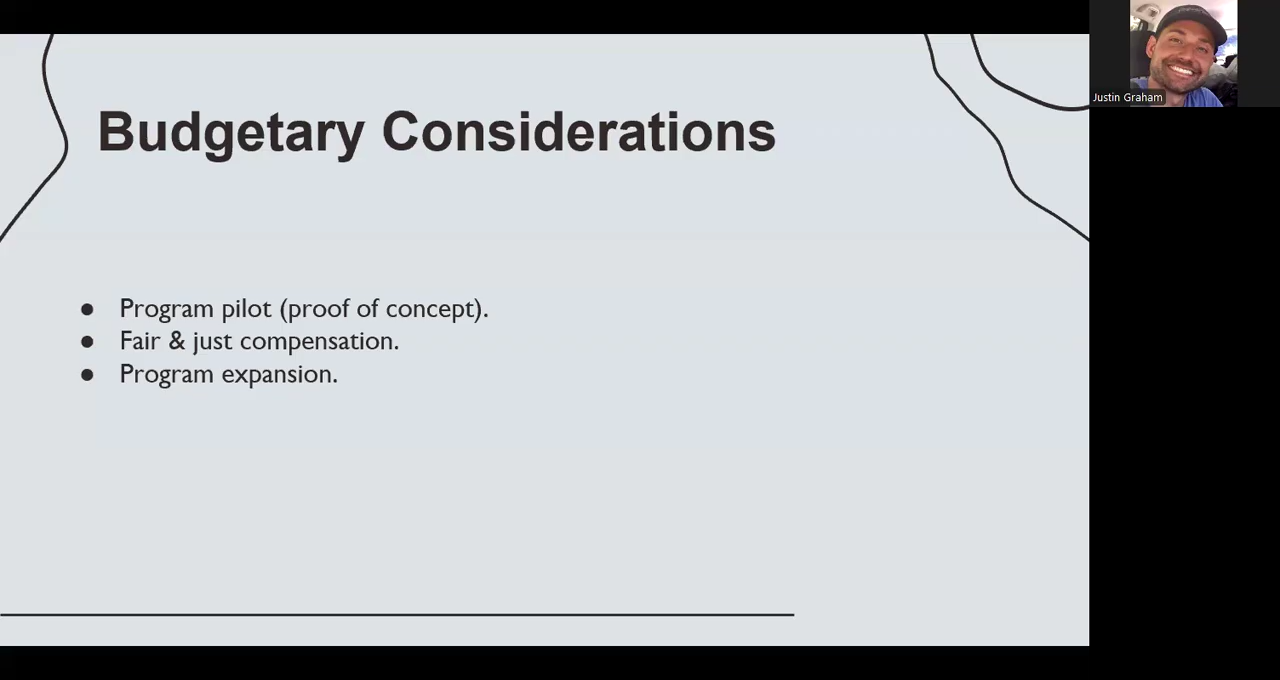 Budgetary Considerations
● Program pilot (proof of concept).
● Fair & just compensation.
● Program expansion.
Justin Graham